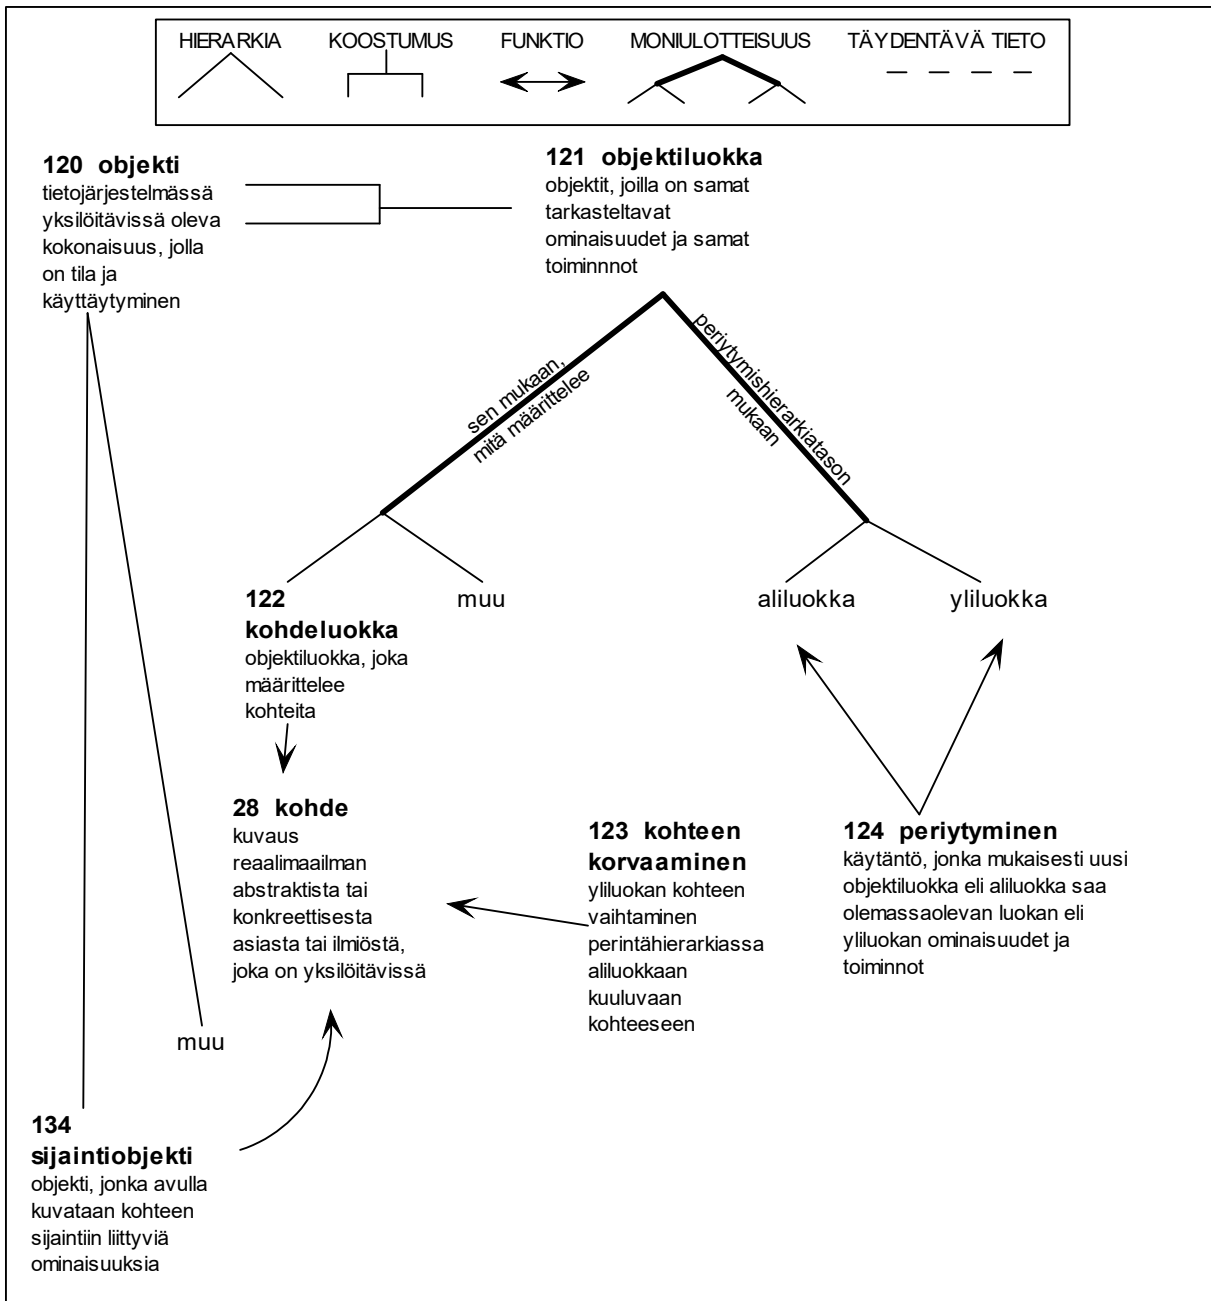 HIERARKIA KOOSTUMUS FUNKTIO MONIULOTTEISUUS TÄYDENTÄVÄ TIETO
120 objekti
tietojärjestelmässä
yksilöitävissä oleva
kokonaisuus, jolla
on tila ja
käyttäytyminen
121 objektiluokka
objektit, joilla on samat
tarkasteltavat
ominaisuudet ja samat
toiminnnot
sen mukaan,
mitä määrittelee
periytymishierarkiatason
mukaan
122
kohdeluokka
objektiluokka, joka
määrittelee
kohteita
muu
aliluokka
yliluokka
28 kohde
kuvaus
reaalimaailman
abstraktista tai
konkreettisesta
asiasta tai ilmiöstä,
joka on yksilöitävissä
123 kohteen
korvaaminen
yliluokan kohteen
vaihtaminen
perintähierarkiassa
aliluokkaan
kuuluvaan
kohteeseen
124 periytyminen
käytäntö, jonka mukaisesti uusi
objektiluokka eli aliluokka saa
olemassaolevan luokan eli
yliluokan ominaisuudet ja
toiminnot
muu
134
sijaintiobjekti
objekti, jonka avulla
kuvataan kohteen
sijaintiin liittyviä
ominaisuuksia